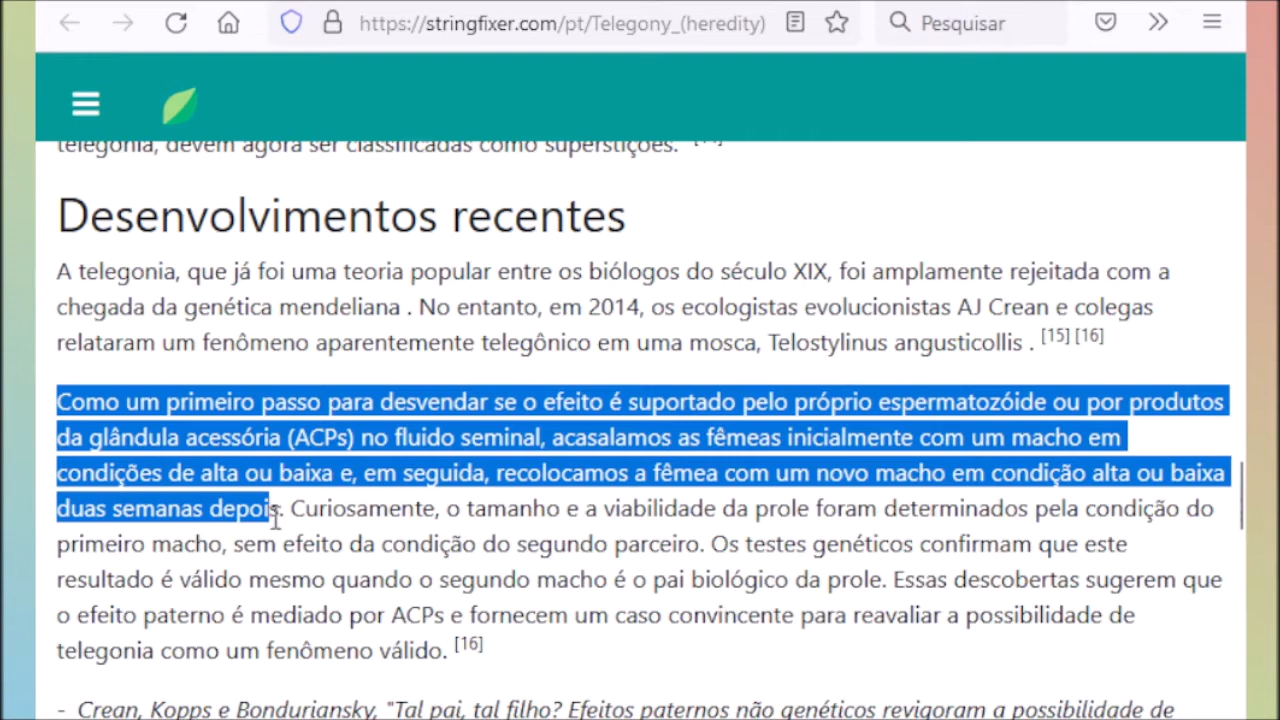 https://stringfixer.com/pt/Telegony_(heredity)
Pesquisar
telegonia, devem agora ser classificadas como superstições.
Desenvolvimentos recentes
A telegonia, que já foi uma teoria popular entre os biólogos do século XIX, foi amplamente rejeitada com a
chegada da genética mendeliana . No entanto, em 2014, os ecologistas evolucionistas AJ Crean e colegas
relataram um fenômeno aparentemente telegônico em uma mosca, Telostylinus angusticollis . [15] [16]
Como um primeiro passo para desvendar se o efeito é suportado pelo próprio espermatozóide ou por produtos
da glândula acessória (ACPs) no fluido seminal, acasalamos as fêmeas inicialmente com um macho em
condições de alta ou baixa e, em seguida, recolocamos a fêmea com um novo macho em condição alta ou baixa
duas semanas depois. Curiosamente, o tamanho e a viabilidade da prole foram determinados pela condição do
primeiro macho, sem efeito da condição do segundo parceiro. Os testes genéticos confirmam que este
resultado é válido mesmo quando o segundo macho é o pai biológico da prole. Essas descobertas sugerem que
o efeito paterno é mediado por ACPs e fornecem um caso convincente para reavaliar a possibilidade de
telegonia como um fenômeno válido. [16]
- Crean, Kopps e Bonduriansky, "Tal pai, tal filho? Efeitos paternos não genéticos revigoram a possibilidade de